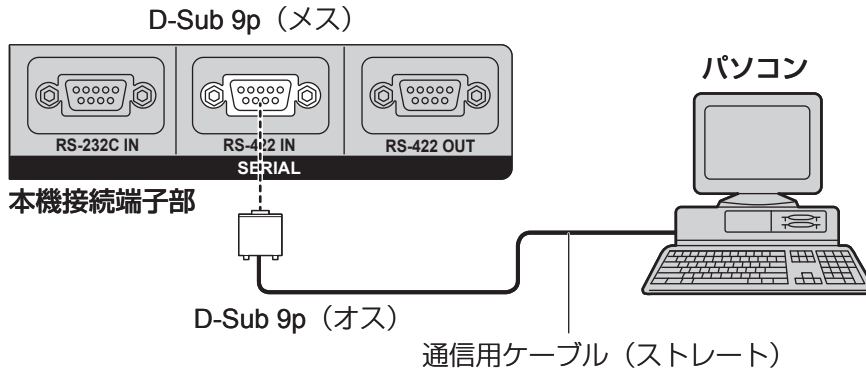 D-Sub 9p（メス）
パソコン
RS-232C IN
RS-422 IN
RS-422 OUT
SERIAL
本機接続端子部
D-Sub 9p（オス）
通信用ケーブル（ストレート）